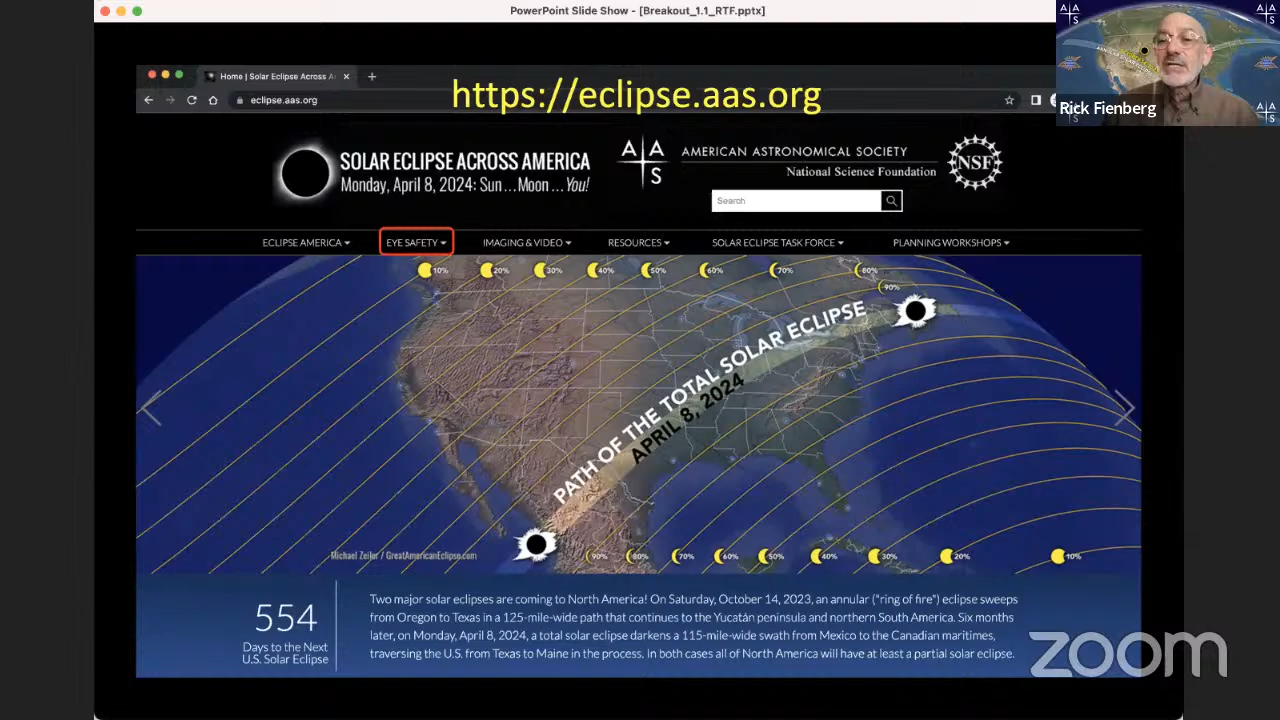 PowerPoint Slide Show - [Breakout_1.1_RTF.pptx]
A A
S
A A
S
Rick Fienberg
A A
S
Home | Solar Eclipse Across A
https://eclipse.aas.org
eclipse.aas.org
SOLAR ECLIPSE ACROSS AMERICA
Monday, April 8, 2024: Sun...Moon...You!
A A
S
AMERICAN ASTRONOMICAL SOCIETY
National Science Foundation
NSF
Search
ECLIPSE AMERICA
EYE SAFETY
IMAGING & VIDEO
RESOURCES
SOLAR ECLIPSE TASK FORCE
PLANNING WORKSHOPS
10% 20% 30% 40% 50% 60% 70% 80%
90%
PATH OF THE TOTAL SOLAR ECLIPSE
APRIL 8, 2024
Michael Zeiler / GreatAmericanEclipse.com
90% 80% 70% 60% 50% 40% 30% 20% 10%
554
Days to the Next
U.S. Solar Eclipse
Two major solar eclipses are coming to North America! On Saturday, October 14, 2023, an annular ("ring of fire") eclipse sweeps
from Oregon to Texas in a 125-mile-wide path that continues to the Yucatán peninsula and northern South America. Six months
later, on Monday, April 8, 2024, a total solar eclipse darkens a 115-mile-wide swath from Mexico to the Canadian maritimes,
traversing the U.S. from Texas to Maine in the process. In both cases all of North America will have at least a partial solar eclipse.
zoom